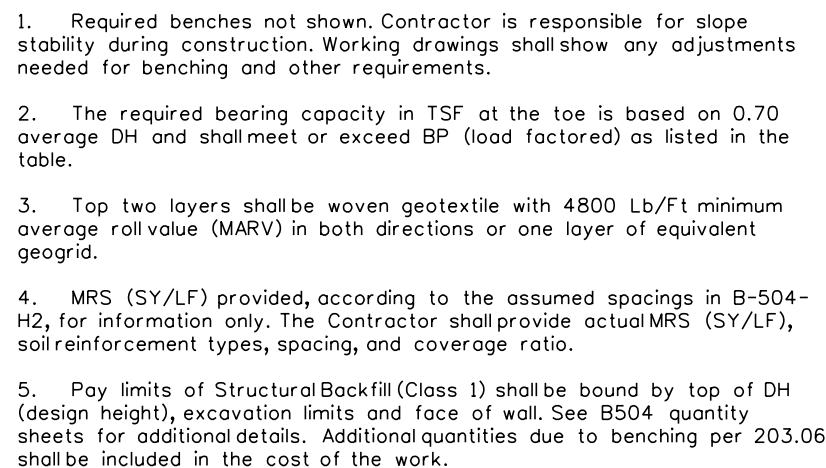 1. Required benches not shown. Contractor is responsible for slope
stability during construction. Working drawings shall show any adjustments
needed for benching and other requirements.
2. The required bearing capacity in TSF at the toe is based on 0.70
average DH and shall meet or exceed BP (load factored) as listed in the
table.
3. Top two layers shall be woven geotextile with 4800 Lb/Ft minimum
average roll value (MARV) in both directions or one layer of equivalent
geogrid.
4. MRS (SY/LF) provided, according to the assumed spacings in B-504-
H2, for information only. The Contractor shall provide actual MRS (SY/LF),
soil reinforcement types, spacing, and coverage ratio.
5. Pay limits of Structural Backfill (Class 1) shall be bound by top of DH
(design height), excavation limits and face of wall. See B504 quantity
sheets for additional details. Additional quantities due to benching per 203.06
shall be included in the cost of the work.